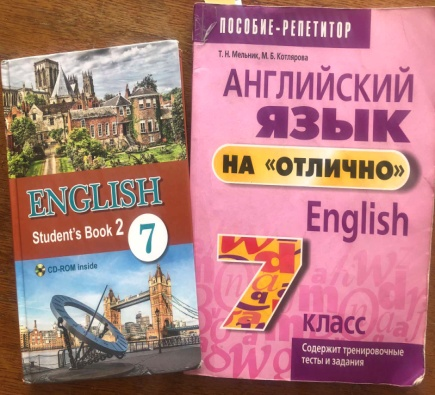 ENGLISH
Student's Book 2
7
CD-ROM inside
ПОСОБИЕ-РЕПЕТИТОР
Т. Н. Мельник, М. Б. Котлярова
АНГЛИЙСКИЙ
ЯЗЫК
НА «ОТЛИЧНО»
English
7
КЛАСС
Содержит тренировочные
тесты и задания